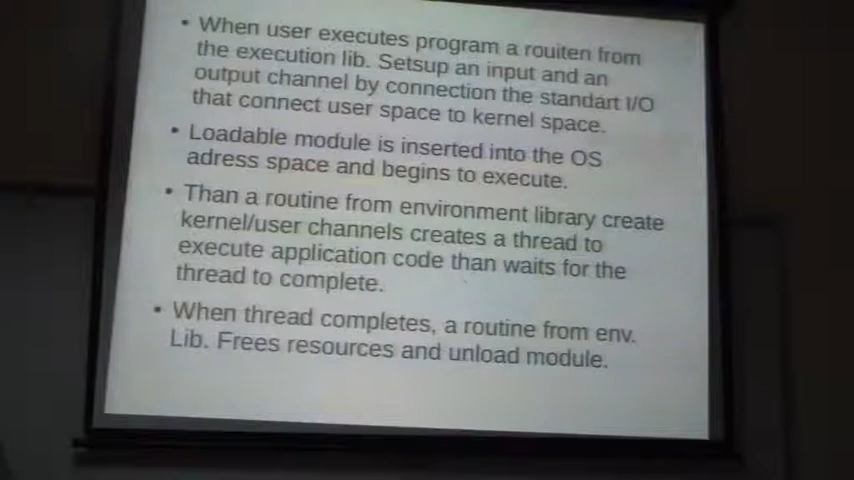 • When user executes program a rouiten from
the execution lib. Setsup an input and an
output channel by connection the standart I/O
that connect user space to kernel space.
• Loadable module is inserted into the OS
adress space and begins to execute.
• Than a routine from environment library create
kernel/user channels creates a thread to
execute application code than waits for the
thread to complete.
• When thread completes, a routine from env.
Lib. Frees resources and unload module.